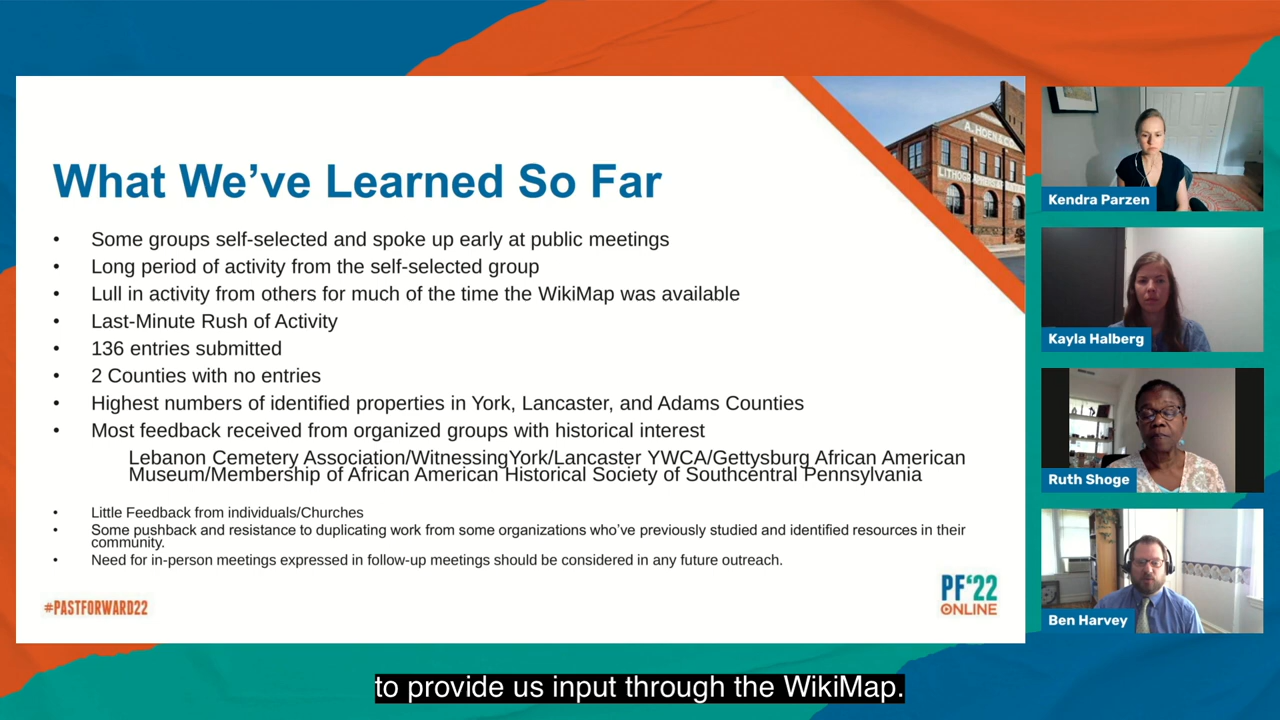 A. HOEN & CO.
LITHOGRAPHERS
What We've Learned So Far
• Some groups self-selected and spoke up early at public meetings
• Long period of activity from the self-selected group
• Lull in activity from others for much of the time the WikiMap was available
• Last-Minute Rush of Activity
• 136 entries submitted
• 2 Counties with no entries
• Highest numbers of identified properties in York, Lancaster, and Adams Counties
• Most feedback received from organized groups with historical interest
Lebanon Cemetery Association/WitnessingYork/Lancaster YWCA/Gettysburg African American
Museum/Membership of African American Historical Society of Southcentral Pennsylvania
• Little Feedback from individuals/Churches
• Some pushback and resistance to duplicating work from some organizations who've previously studied and identified resources in their
community.
• Need for in-person meetings expressed in follow-up meetings should be considered in any future outreach.
#PASTFORWARD22
PF'22
ONLINE
Kendra Parzen
Kayla Halberg
Ruth Shoge
Ben Harvey
to provide us input through the WikiMap.